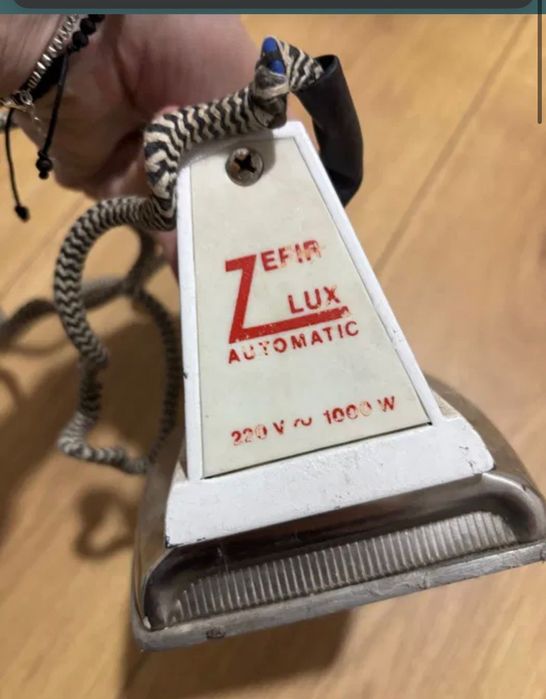 ZEFIR
LUX
AUTOMATIC
220 V ~ 1000 W